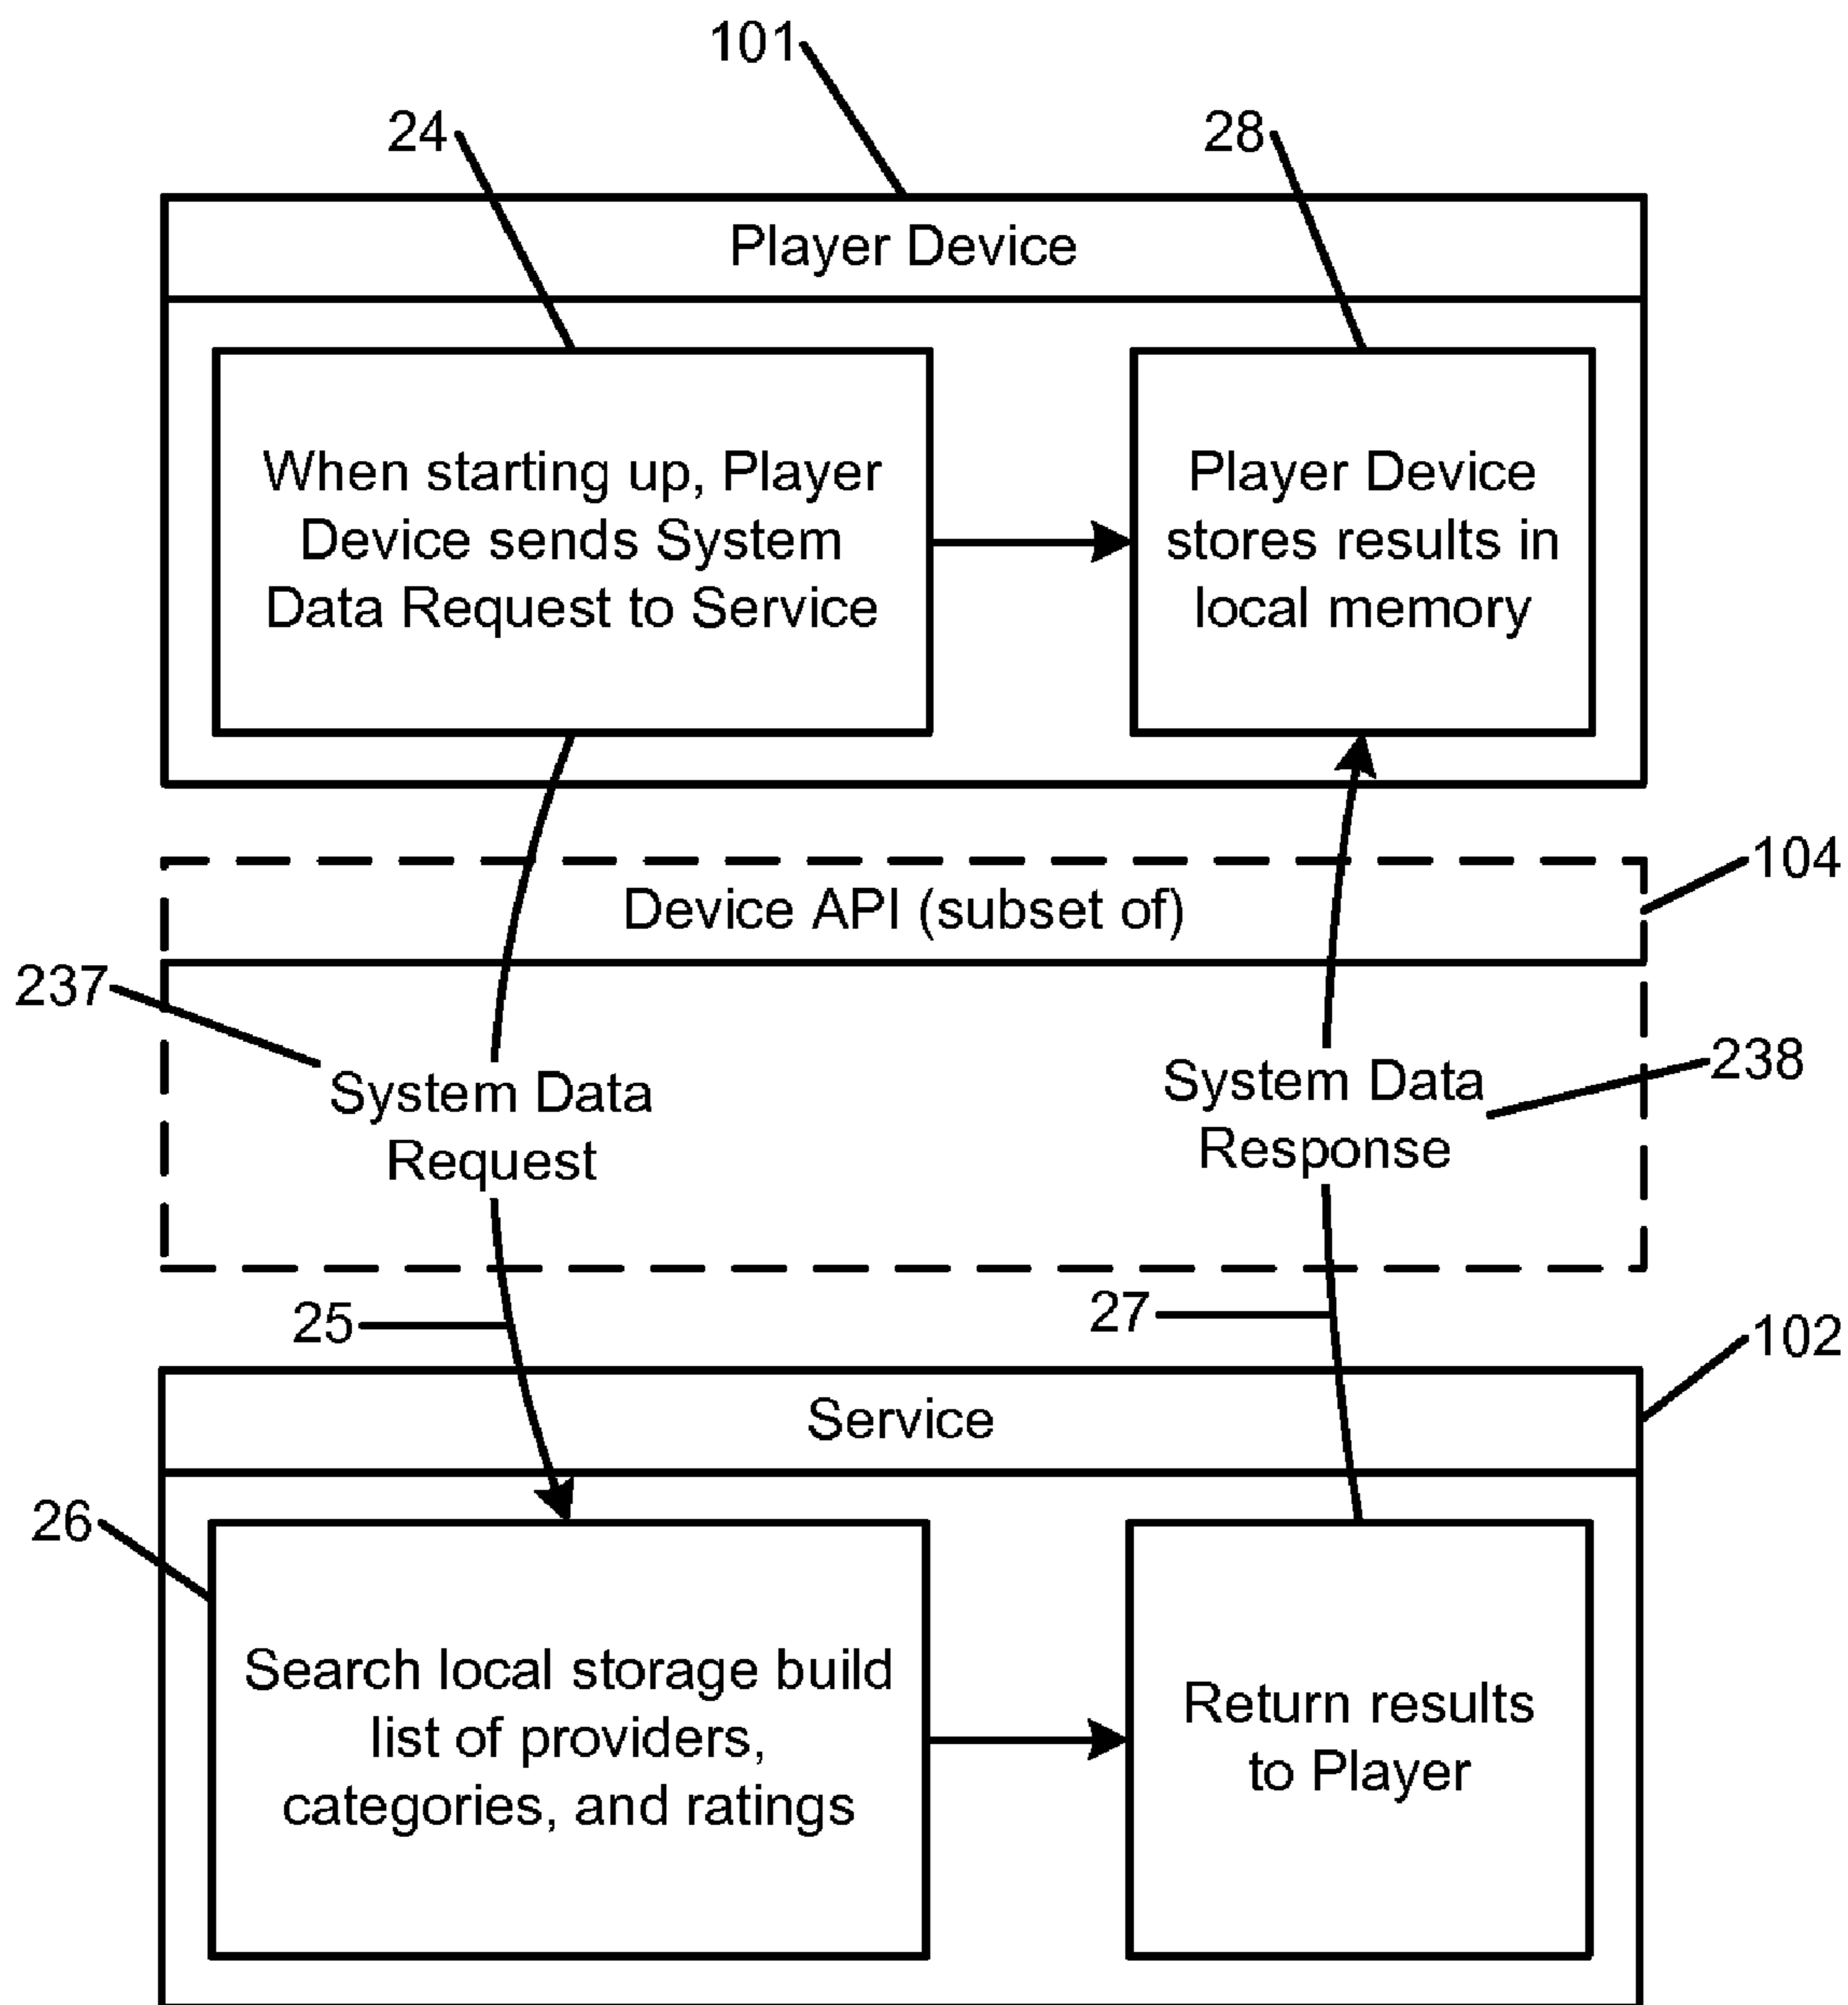 101
24
28
Player Device
When starting up, Player
Device sends System
Data Request to Service
Player Device
stores results in
local memory
104
Device API (subset of)
237
238
System Data
Request
System Data
Response
25
27
102
Service
26
Search local storage build
list of providers,
categories, and ratings
Return results
to Player